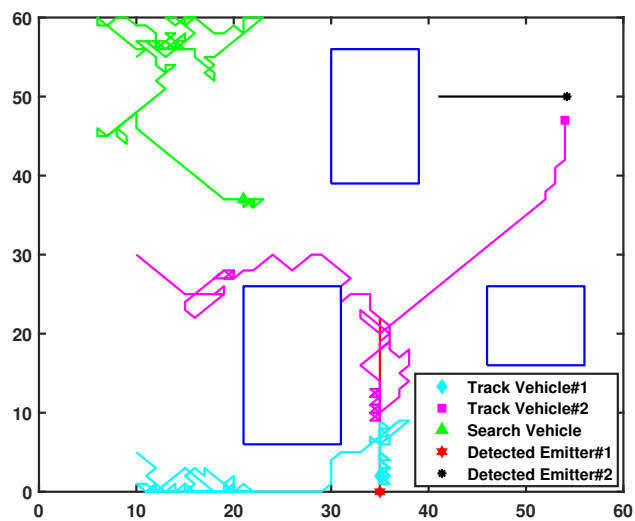 60
50
40
30
20
10
0
Track Vehicle#1
Track Vehicle#2
Search Vehicle
Detected Emitter#1
Detected Emitter#2
0 10 20 30 40 50 60